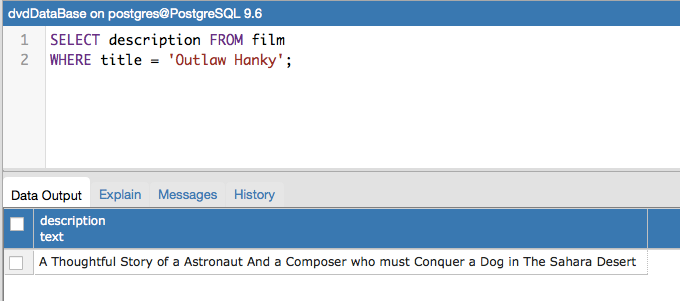 dvdDataBase on postgres@PostgreSQL 9.6
1 SELECT description FROM film
2 WHERE title = 'Outlaw Hanky';
Data Output Explain Messages History
description
text
A Thoughtful Story of a Astronaut And a Composer who must Conquer a Dog in The Sahara Desert